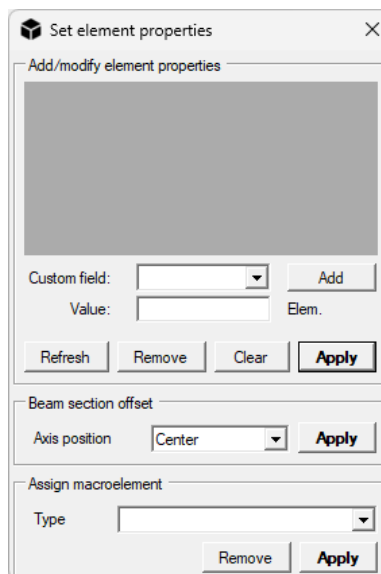 Set element properties
Add/modify element properties
Custom field:
Add
Value:
Elem.
Refresh Remove Clear Apply
Beam section offset
Axis position Center Apply
Assign macroelement
Type
Remove Apply